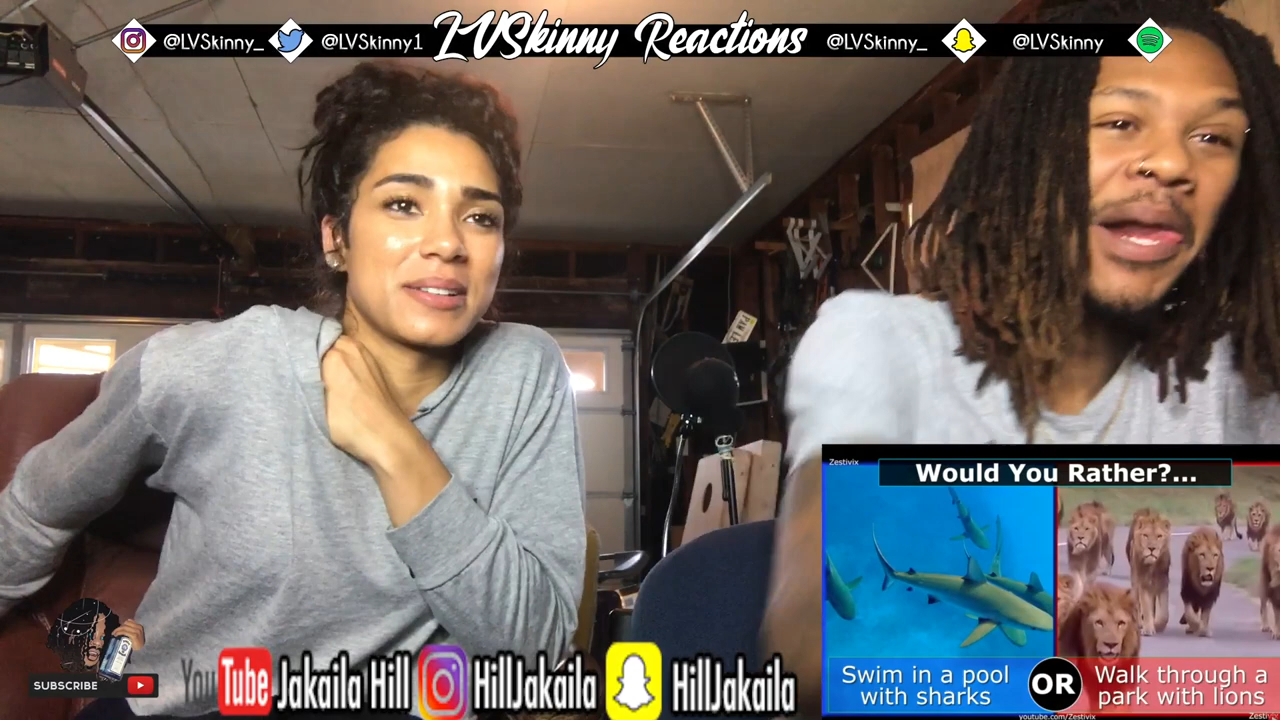 @LVSkinny_
@LVSkinny1
LVSkinny Reactions
@LVSkinny_
@LVSkinny
Zestivix
Would You Rather?...
Swim in a pool
with sharks
OR
Walk through a
park with lions
youtube.com/Zestivix
SUBSCRIBE
YouTube Jakaila Hill HillJakaila HillJakaila